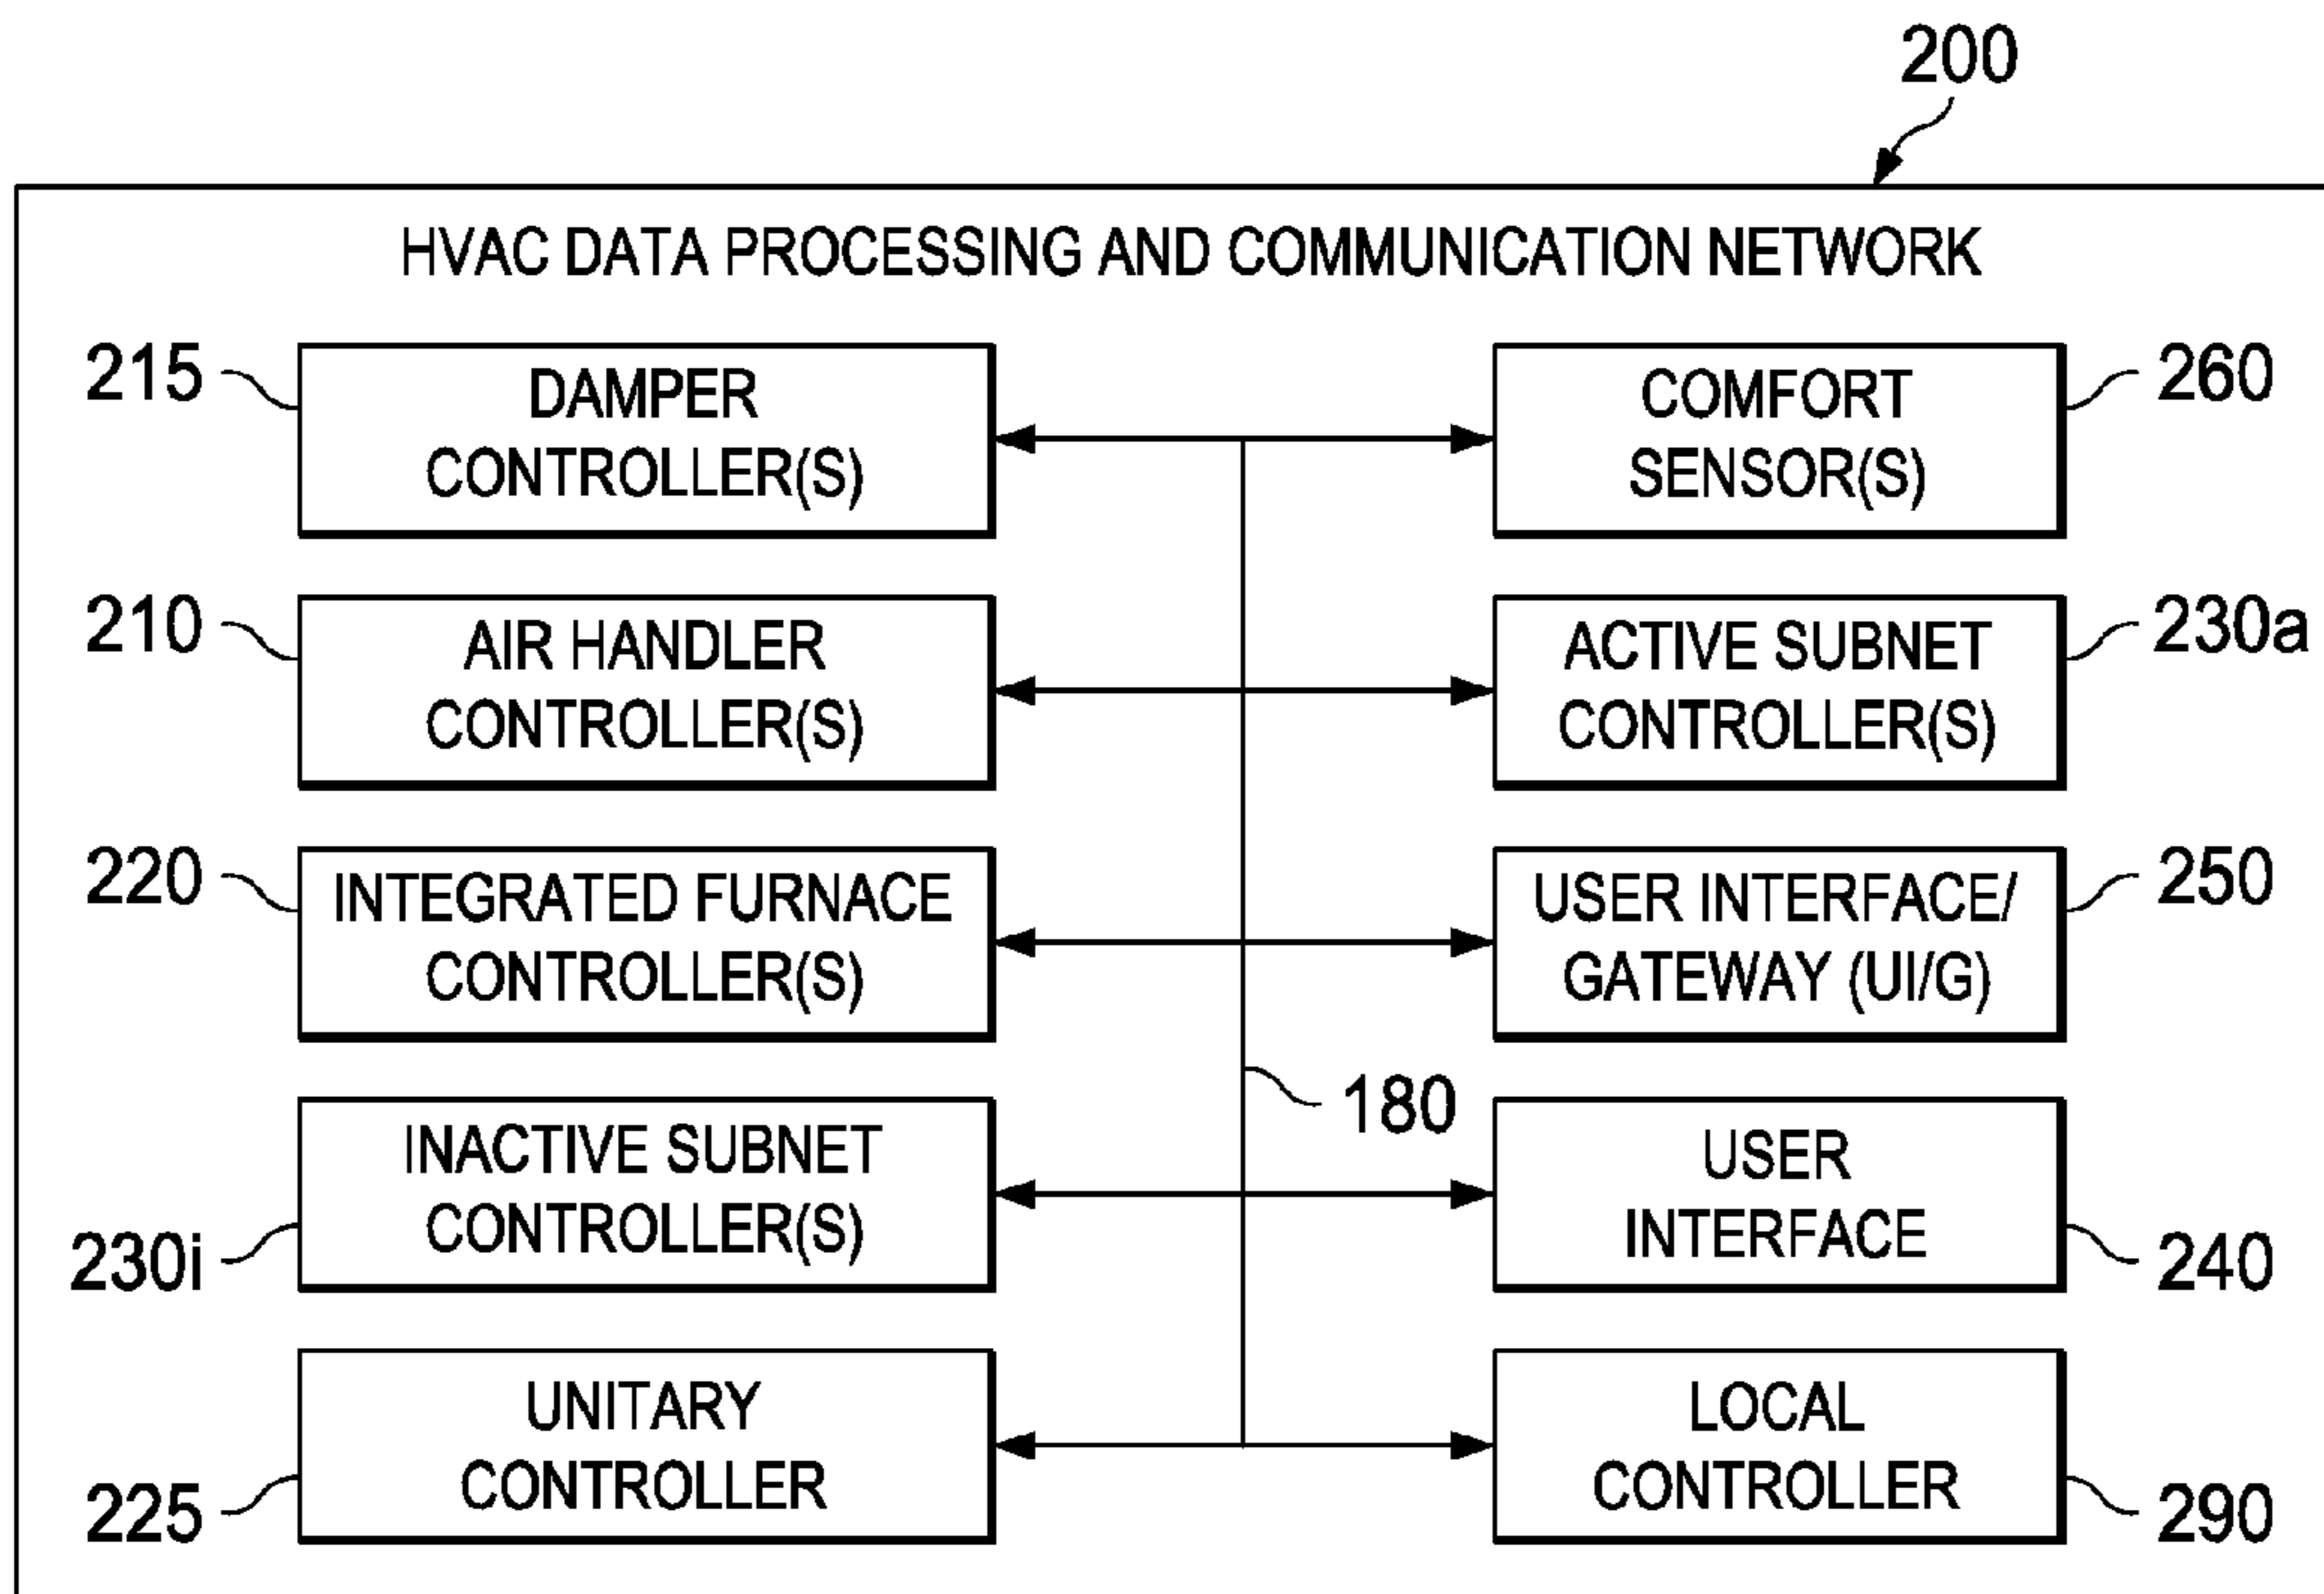 200
HVAC DATA PROCESSING AND COMMUNICATION NETWORK
215
DAMPER
CONTROLLER(S)
COMFORT
SENSOR(S)
260
210
AIR HANDLER
CONTROLLER(S)
ACTIVE SUBNET
CONTROLLER(S)
230a
220
INTEGRATED FURNACE
CONTROLLER(S)
USER INTERFACE/
GATEWAY (UI/G)
250
180
230i
INACTIVE SUBNET
CONTROLLER(S)
USER
INTERFACE
240
225
UNITARY
CONTROLLER
LOCAL
CONTROLLER
290